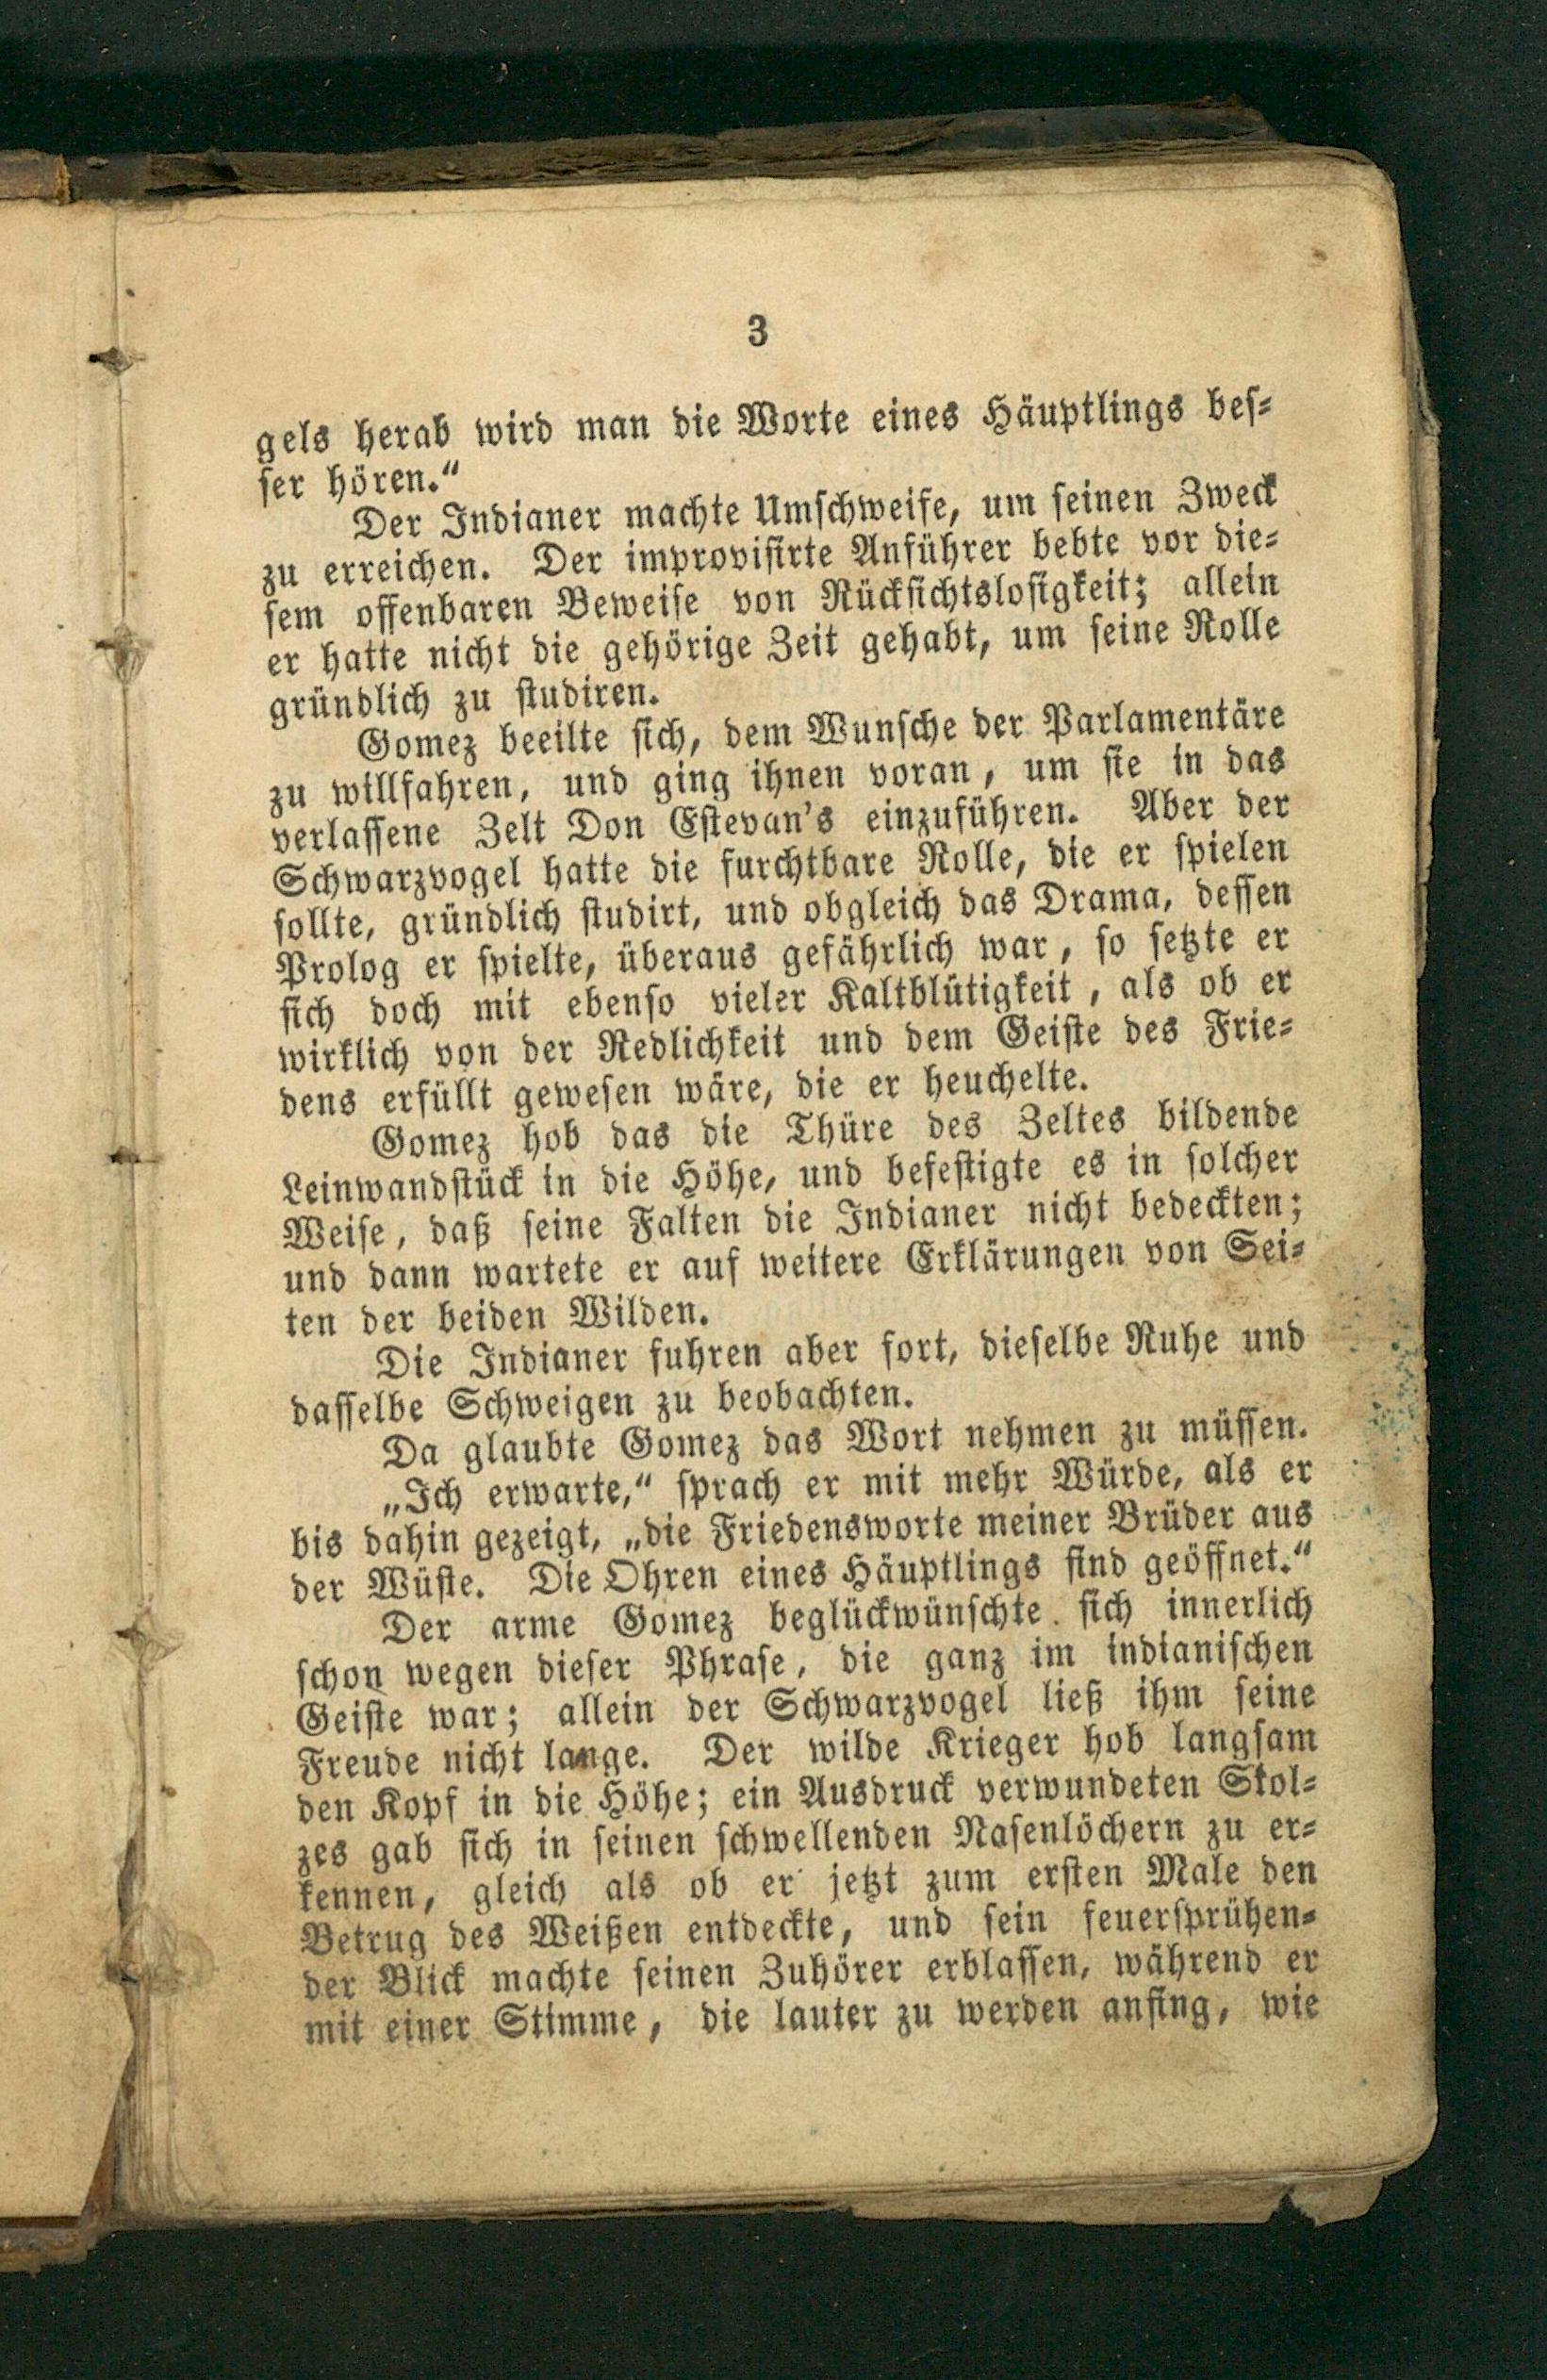 3
gels herab wird man die Worte eines Häuptlings beſ-
ſer hören.“
Der Indianer machte Umſchweife, um ſeinen Zweck
zu erreichen. Der improviſirte Anführer bebte vor die-
ſem offenbaren Beweiſe von Rückſichtsloſigkeit; allein
er hatte nicht die gehörige Zeit gehabt, um ſeine Rolle
gründlich zu ſtudiren.
Gomez beeilte ſich, dem Wunſche der Parlamentäre
zu willfahren, und ging ihnen voran, um ſie in das
verlaſſene Zelt Don Eſtevan's einzuführen. Aber der
Schwarzvogel hatte die furchtbare Rolle, die er ſpielen
ſollte, gründlich ſtudirt, und obgleich das Drama, deſſen
Prolog er ſpielte, überaus gefährlich war, ſo ſetzte er
ſich doch mit ebenſo vieler Kaltblütigkeit, als ob er
wirklich von der Redlichkeit und dem Geiſte des Frie-
dens erfüllt geweſen wäre, die er heuchelte.
Gomez hob das die Thüre des Zeltes bildende
Leinwandſtück in die Höhe, und befeſtigte es in ſolcher
Weiſe, daß ſeine Falten die Indianer nicht bedeckten;
und dann wartete er auf weitere Erklärungen von Sei-
ten der beiden Wilden.
Die Indianer fuhren aber fort, dieſelbe Ruhe und
daſſelbe Schweigen zu beobachten.
Da glaubte Gomez das Wort nehmen zu müſſen.
„Ich erwarte,“ ſprach er mit mehr Würde, als er
bis dahin gezeigt, „die Friedensworte meiner Brüder aus
der Wüſte. Die Ohren eines Häuptlings ſind geöffnet.“
Der arme Gomez beglückwünſchte ſich innerlich
ſchon wegen dieſer Phraſe, die ganz im indianiſchen
Geiſte war; allein der Schwarzvogel ließ ihm ſeine
Freude nicht lange. Der wilde Krieger hob langſam
den Kopf in die Höhe; ein Ausdruck verwundeten Stol-
zes gab ſich in ſeinen ſchwellenden Naſenlöchern zu er-
kennen, gleich als ob er jetzt zum erſten Male den
Betrug des Weißen entdeckte, und ſein feuerſprühen-
der Blick machte ſeinen Zuhörer erblaſſen, während er
mit einer Stimme, die lauter zu werden anfing, wie